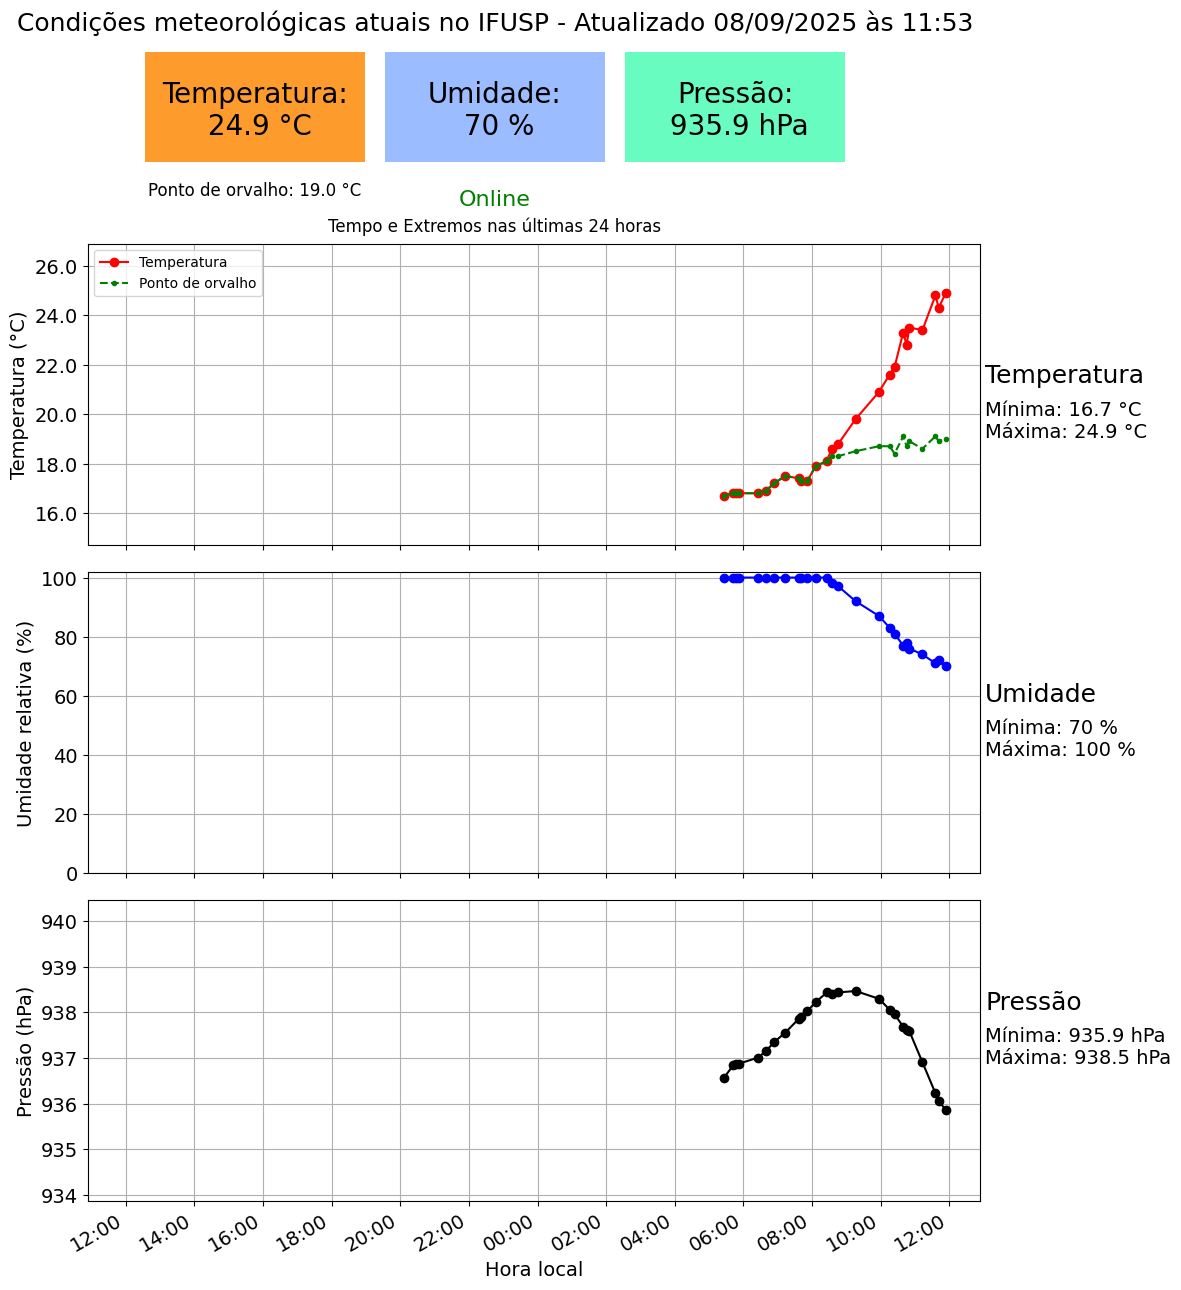 Condições meteorológicas atuais no IFUSP - Atualizado 08/09/2025 às 11:53
Temperatura:
24.9 °C
Umidade:
70 %
Pressão:
935.9 hPa
Ponto de orvalho: 19.0 °C
Online
Tempo e Extremos nas últimas 24 horas
Temperatura
Ponto de orvalho
Temperatura (°C)
26.0
24.0
22.0
20.0
18.0
16.0
Temperatura
Mínima: 16.7 °C
Máxima: 24.9 °C
Umidade relativa (%)
100
80
60
40
20
0
Umidade
Mínima: 70 %
Máxima: 100 %
Pressão (hPa)
940
939
938
937
936
935
934
Pressão
Mínima: 935.9 hPa
Máxima: 938.5 hPa
12:00
14:00
16:00
18:00
20:00
22:00
00:00
02:00
04:00
06:00
08:00
10:00
12:00
Hora local